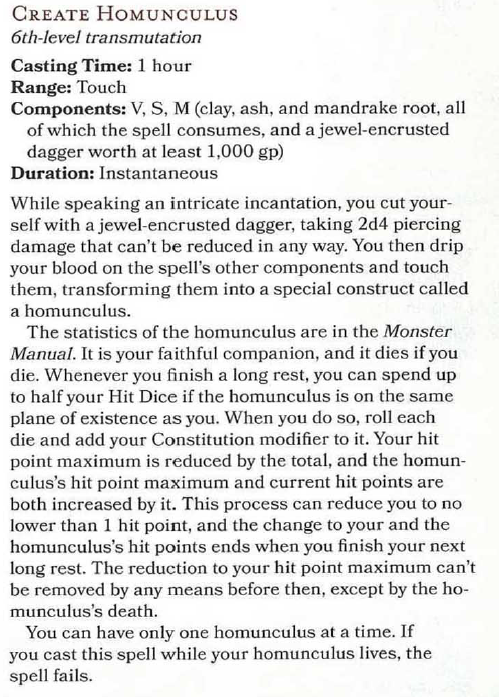 CREATE HOMUNCULUS
6th-level transmutation
Casting Time: 1 hour
Range: Touch
Components: V, S, M (clay, ash, and mandrake root, all
of which the spell consumes, and a jewel-encrusted
dagger worth at least 1,000 gp)
Duration: Instantaneous
While speaking an intricate incantation, you cut your-
self with a jewel-encrusted dagger, taking 2d4 piercing
damage that can't be reduced in any way. You then drip
your blood on the spell's other components and touch
them, transforming them into a special construct called
a homunculus.
The statistics of the homunculus are in the Monster
Manual. It is your faithful companion, and it dies if you
die. Whenever you finish a long rest, you can spend up
to half your Hit Dice if the homunculus is on the same
plane of existence as you. When you do so, roll each
die and add your Constitution modifier to it. Your hit
point maximum is reduced by the total, and the homun-
culus's hit point maximum and current hit points are
both increased by it. This process can reduce you to no
lower than 1 hit point, and the change to your and the
homunculus's hit points ends when you finish your next
long rest. The reduction to your hit point maximum can't
be removed by any means before then, except by the ho-
munculus's death.
You can have only one homunculus at a time. If
you cast this spell while your homunculus lives, the
spell fails.